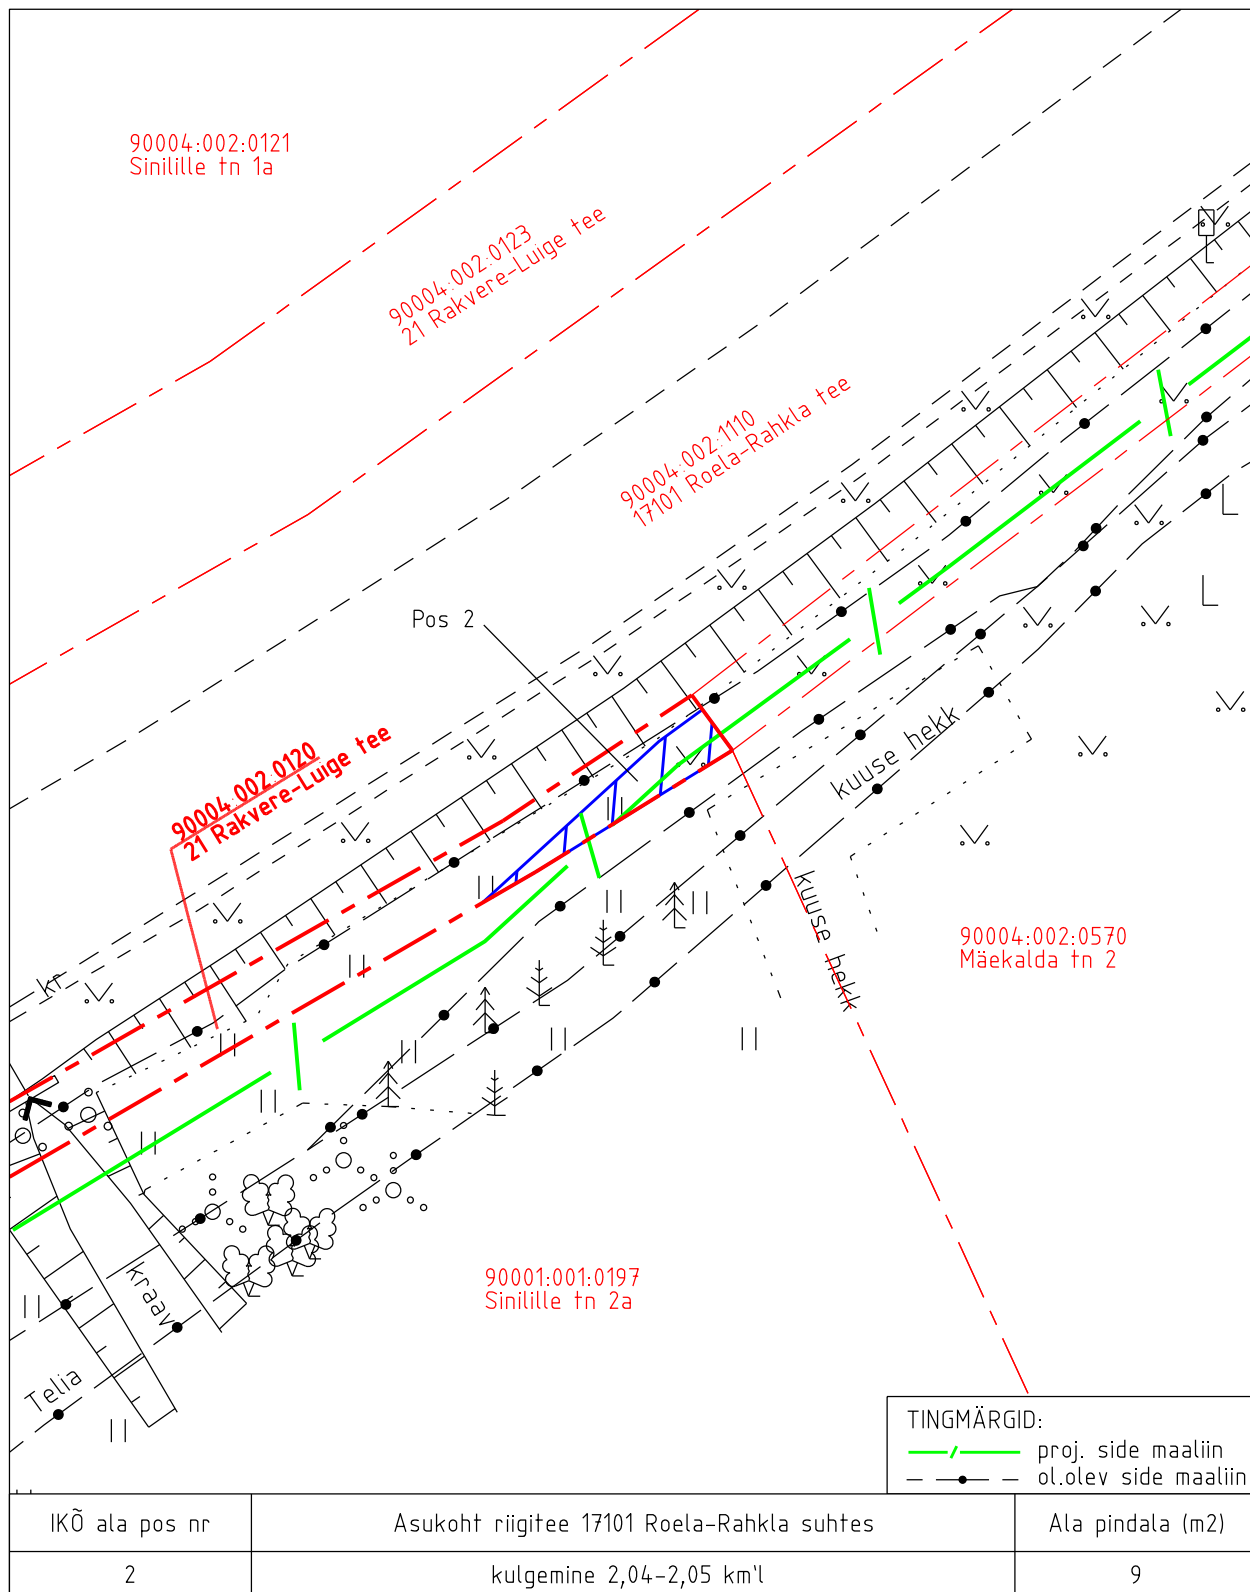 90004:002:0121
Sinilille tn 1a
90004:002:0123
21 Rakvere-Luige tee
90004:002:1110
17101 Roela-Rahkla tee
Pos 2
90004:002:0120
21 Rakvere-Luige tee
kuuse hekk
kuuse hekk
90004:002:0570
Mäekalda tn 2
kr
90001:001:0197
Sinilille tn 2a
kraav
Telia
TINGMÄRGID:
proj. side maaliin
ol.olev side maaliin
IKÕ ala pos nr
Asukoht riigitee 17101 Roela-Rahkla suhtes
Ala pindala (m2)
2
kulgemine 2,04-2,05 km'l
9